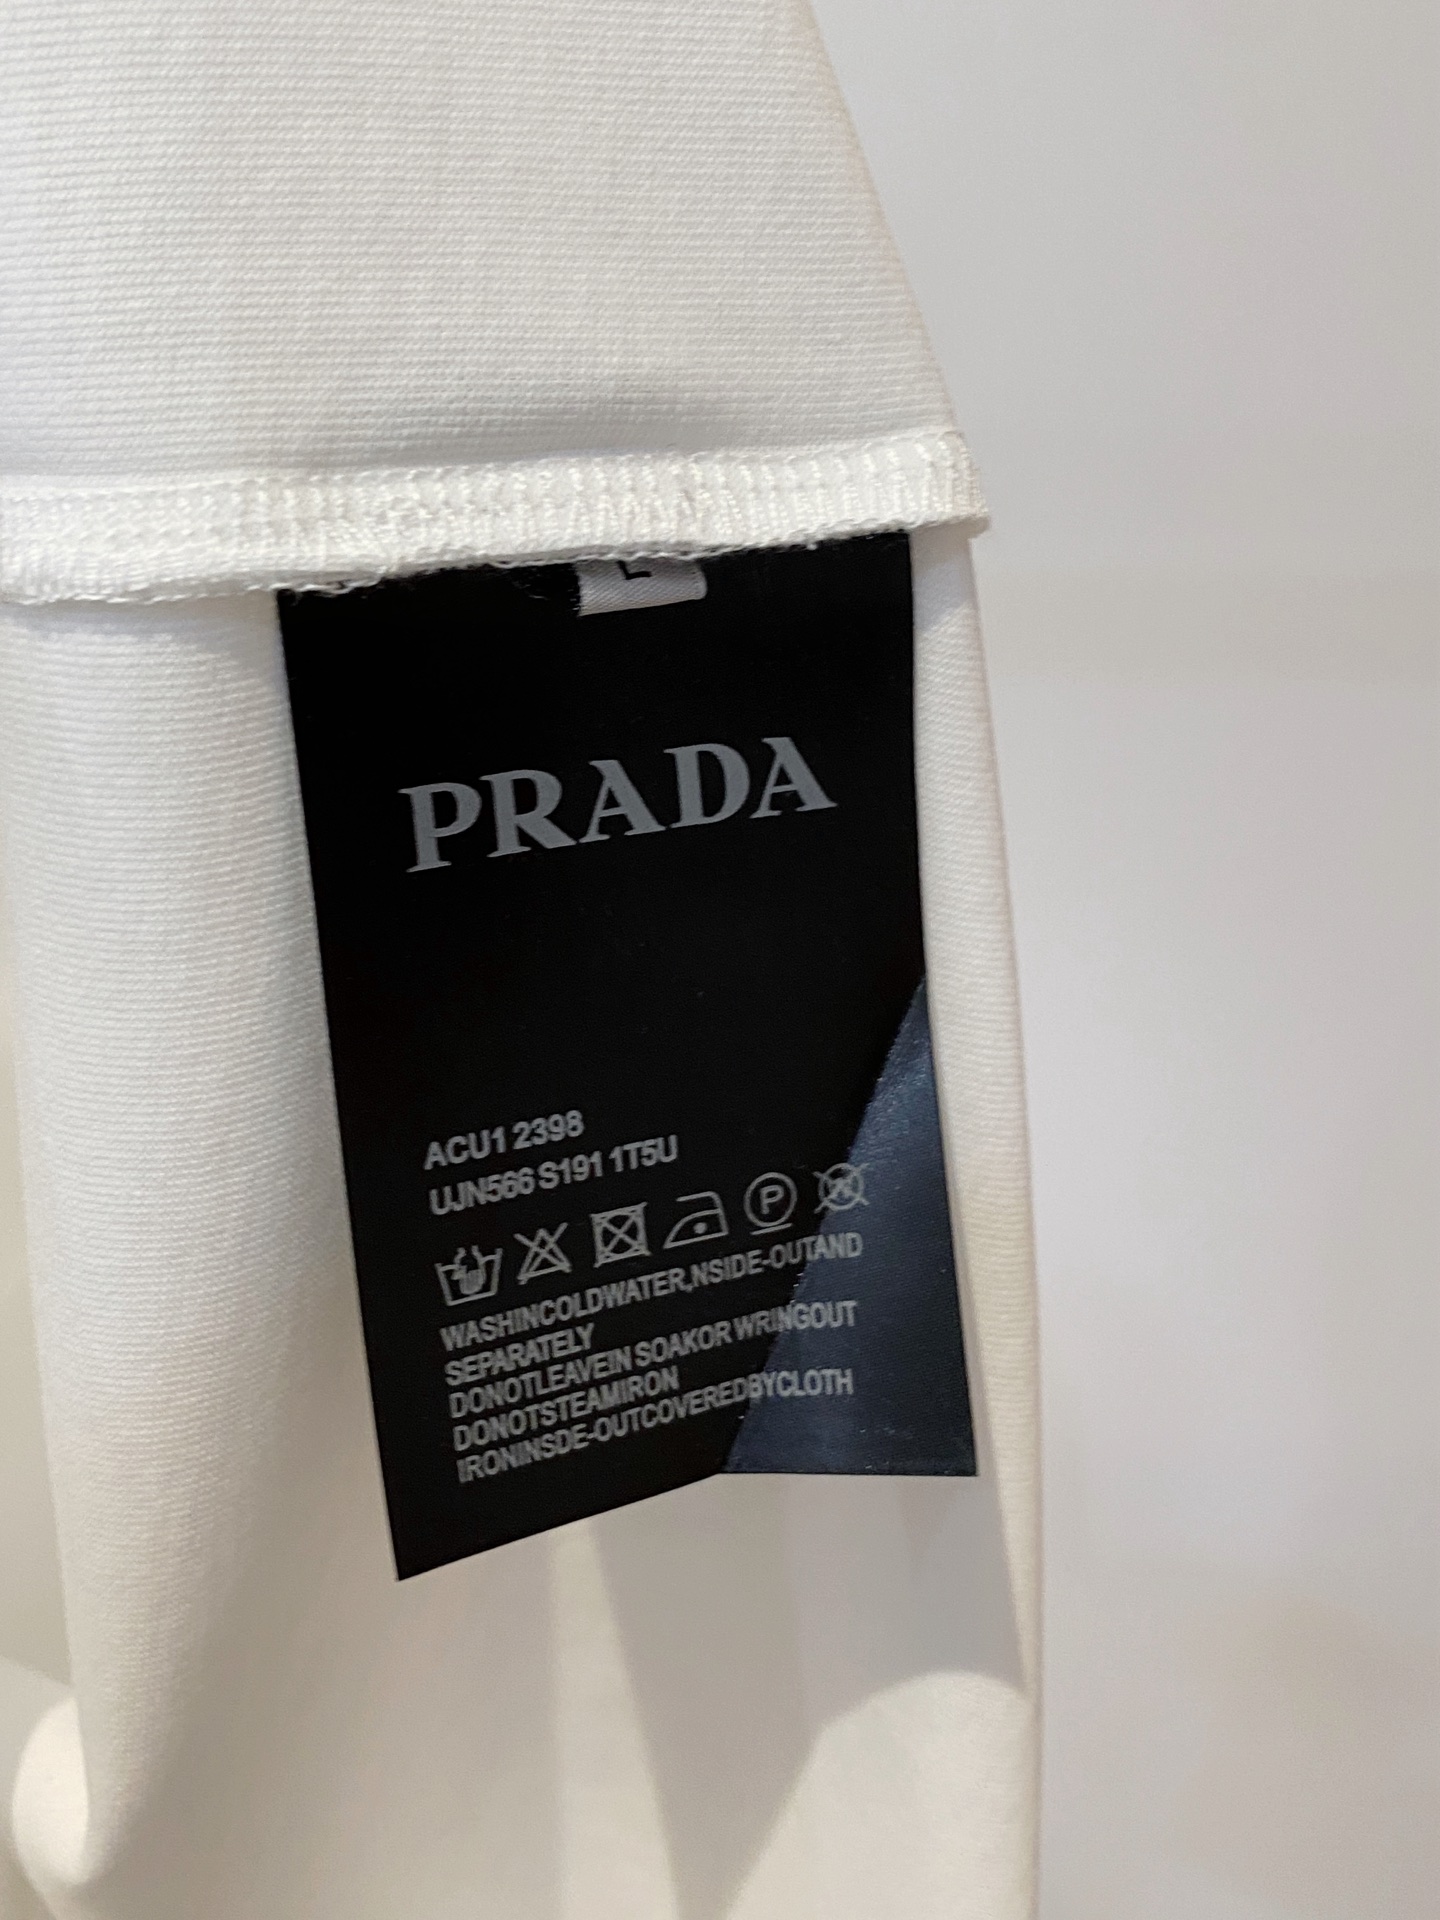 L
PRADA
ACU1 2398
UJN566 S191 1T5U
P
WASHINCOLDWATER,NSIDE-OUTAND
SEPARATELY
DONOTLEAVEIN SOAKOR WRINGOUT
DONOTSTEAMIRON
IRONINSDE-OUTCOVEREDBYCLOTH